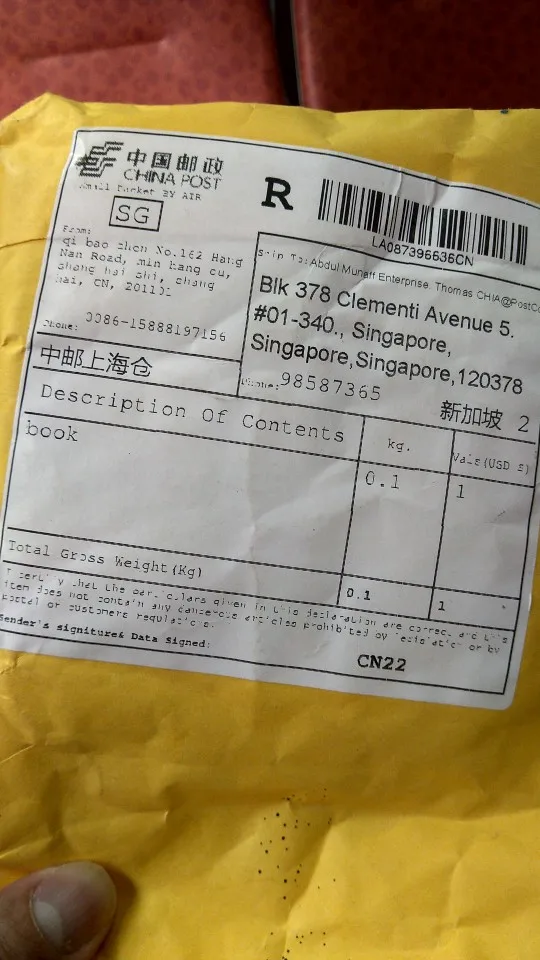 中国邮政
CHINA POST
Small Packet BY AIR
SG
R
LA087396636CN
From:
qi bao zhen No.162 Hang
Nan Road, min hang qu,
shang hai shi, shang
hai, CN, 201101
Phone: 0086-15888197156
中邮上海仓
Ship To: Abdul Munaff Enterprise. Thomas CHIA@PostCo
Blk 378 Clementi Avenue 5.
#01-340., Singapore,
Singapore,Singapore,120378
Phone: 98587365
新加坡 2
Description Of Contents
kg.
Val$(USD $)
book
0.1
1
Total Gross Weight(Kg)
0.1
1
I certify that the particulars given in this declaration are correct and this
item does not contain any dangerous articles prohibited by legislation or by
postal or customers regulations.
Sender's signiture& Data Signed:
CN22